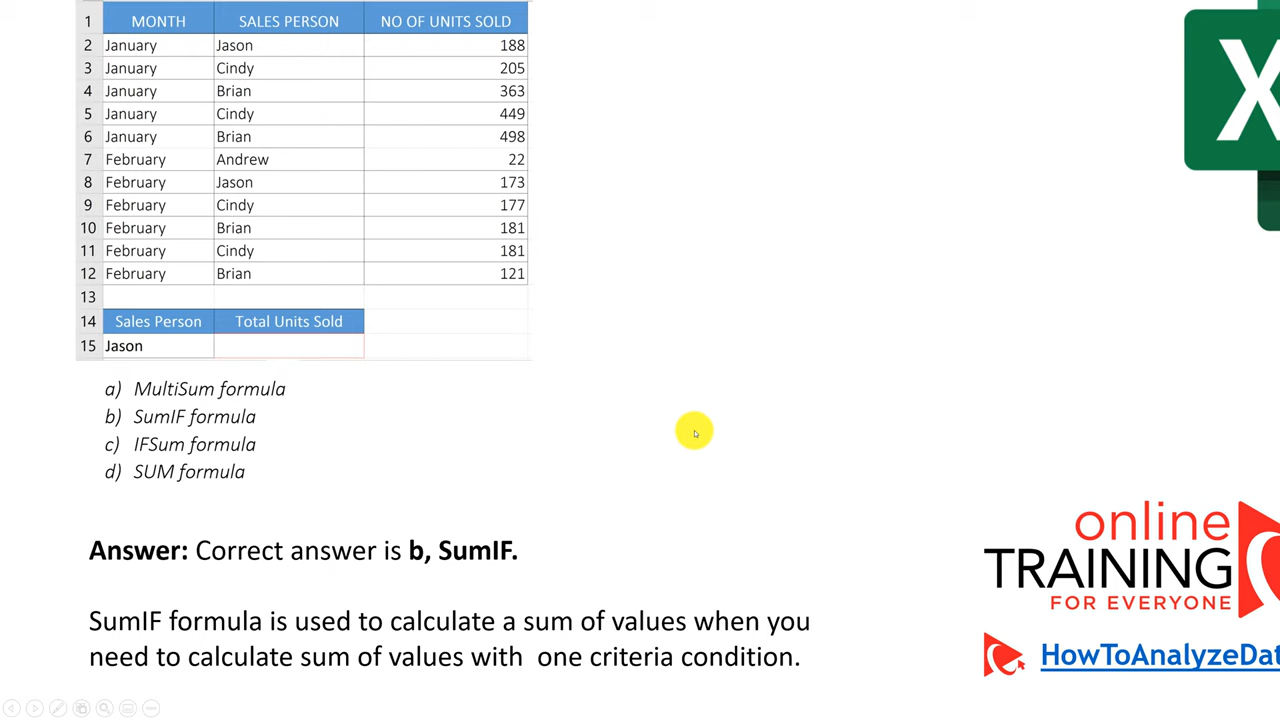 1 MONTH SALES PERSON NO OF UNITS SOLD
2 January Jason 188
3 January Cindy 205
4 January Brian 363
5 January Cindy 449
6 January Brian 498
7 February Andrew 22
8 February Jason 173
9 February Cindy 177
10 February Brian 181
11 February Cindy 181
12 February Brian 121
13
14 Sales Person Total Units Sold
15 Jason
a) MultiSum formula
b) SumIF formula
c) IFSum formula
d) SUM formula
Answer: Correct answer is b, SumIF.
SumIF formula is used to calculate a sum of values when you
need to calculate sum of values with one criteria condition.
X
online
TRAINING
FOR EVERYONE
HowToAnalyzeDat